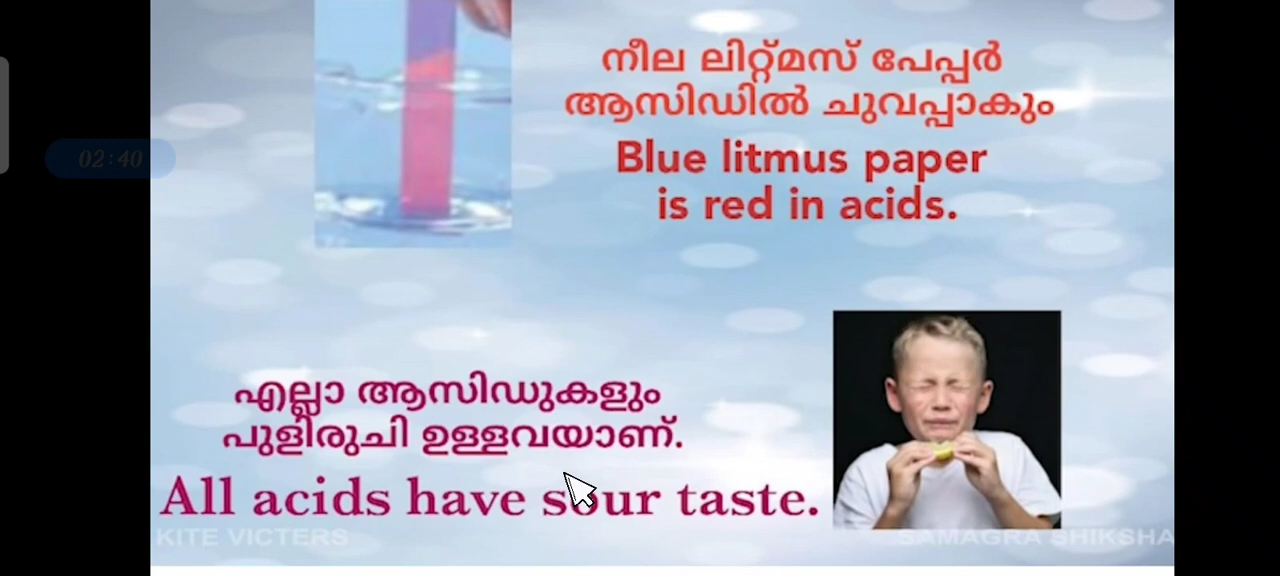 നീല ലിറ്റ്മസ് പേപ്പർ
ആസിഡിൽ ചുവപ്പാകും
Blue litmus paper
is red in acids.
02:40
എല്ലാ ആസിഡുകളും
പുളിരുചി ഉള്ളവയാണ്.
All acids have sour taste.
KITE VICTERS
SAMAGRA SHIKSHA